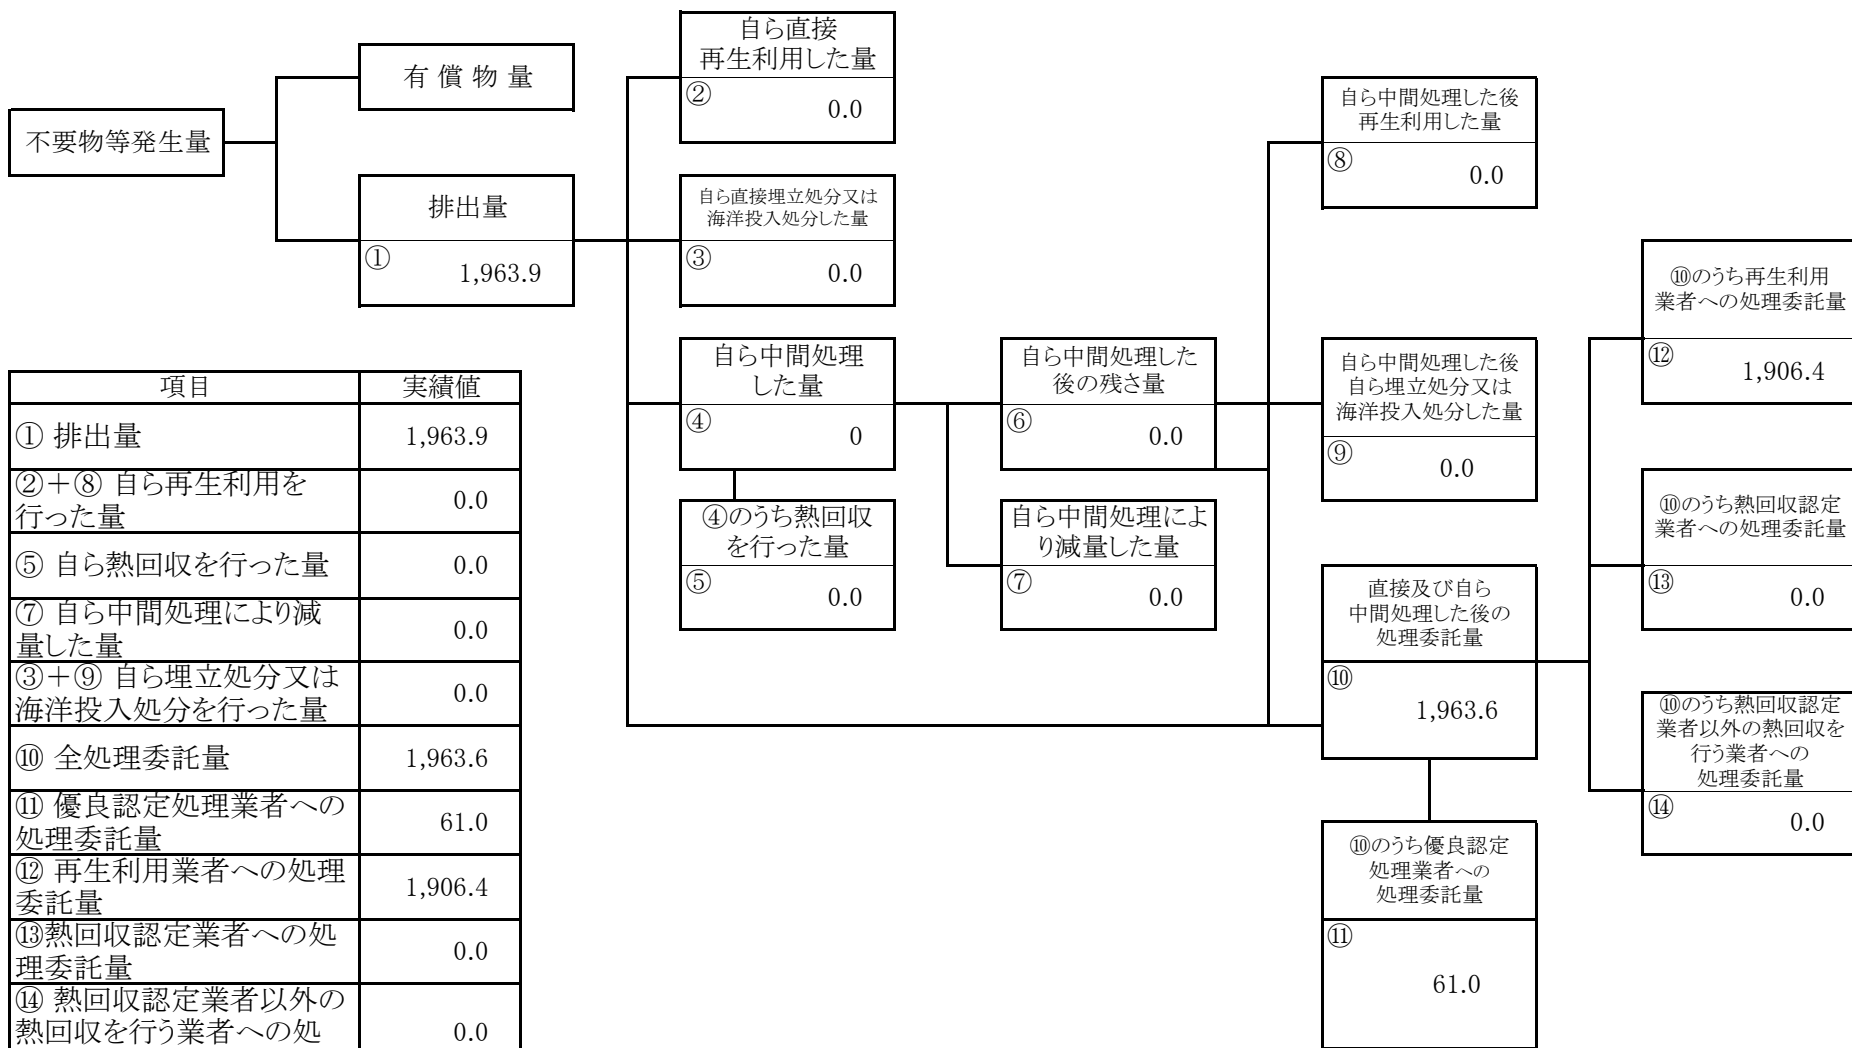 不要物等発生量
有償物量
排出量
①
1,963.9
自ら直接
再生利用した量
②
0.0
自ら直接埋立処分又は
海洋投入処分した量
③
0.0
自ら中間処理
した量
④
0
④のうち熱回収
を行った量
⑤
0.0
自ら中間処理した
後の残さ量
⑥
0.0
自ら中間処理によ
り減量した量
⑦
0.0
自ら中間処理した後
再生利用した量
⑧
0.0
自ら中間処理した後
自ら埋立処分又は
海洋投入処分した量
⑨
0.0
直接及び自ら
中間処理した後の
処理委託量
⑩
1,963.6
⑩のうち優良認定
処理業者への
処理委託量
⑪
61.0
⑩のうち再生利用
業者への処理委託量
⑫
1,906.4
⑩のうち熱回収認定
業者への処理委託量
⑬
0.0
⑩のうち熱回収認定
業者以外の熱回収を
行う業者への
処理委託量
⑭
0.0
項目 実績値
① 排出量 1,963.9
②+⑧ 自ら再生利用を
行った量 0.0
⑤ 自ら熱回収を行った量 0.0
⑦ 自ら中間処理により減
量した量 0.0
③+⑨ 自ら埋立処分又は
海洋投入処分を行った量 0.0
⑩ 全処理委託量 1,963.6
⑪ 優良認定処理業者への
処理委託量 61.0
⑫ 再生利用業者への処理
委託量 1,906.4
⑬熱回収認定業者への処
理委託量 0.0
⑭ 熱回収認定業者以外の
熱回収を行う業者への処 0.0